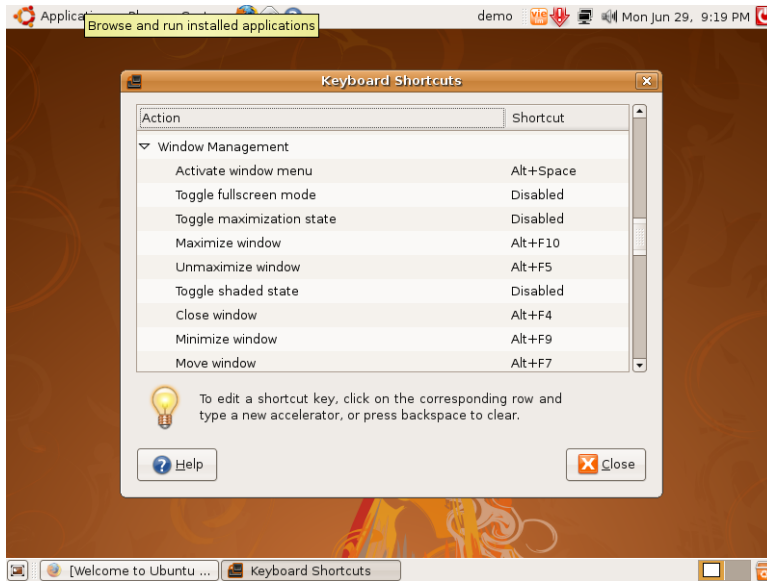 Applicat
Browse and run installed applications
demo
Mon Jun 29, 9:19 PM
Keyboard Shortcuts
Action Shortcut
Window Management
Activate window menu Alt+Space
Toggle fullscreen mode Disabled
Toggle maximization state Disabled
Maximize window Alt+F10
Unmaximize window Alt+F5
Toggle shaded state Disabled
Close window Alt+F4
Minimize window Alt+F9
Move window Alt+F7
To edit a shortcut key, click on the corresponding row and
type a new accelerator, or press backspace to clear.
Help Close
[Welcome to Ubuntu ... Keyboard Shortcuts